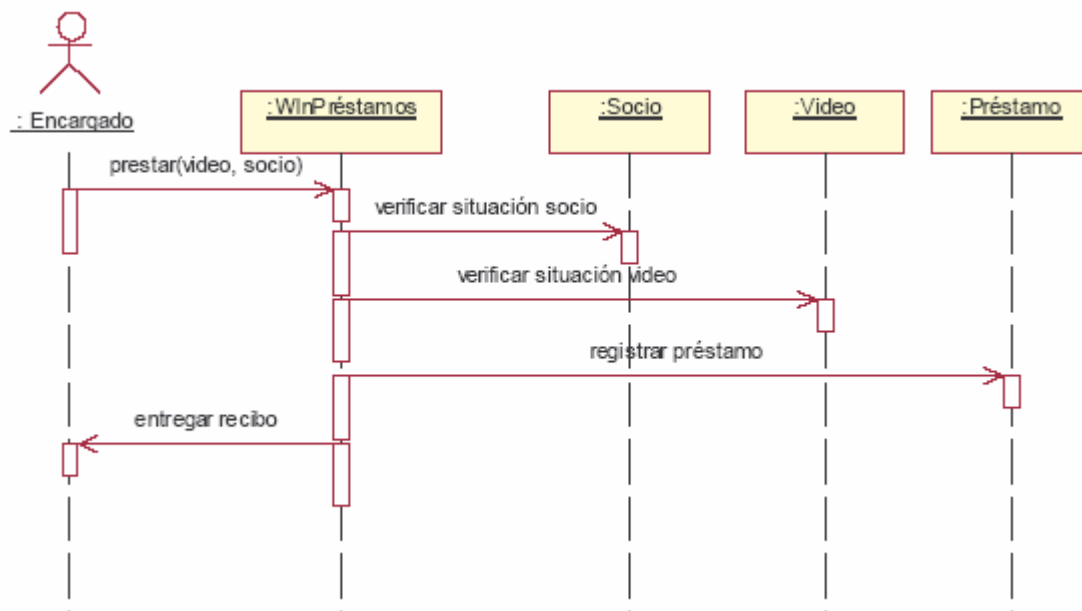 : Encargado
:WInPréstamos
:Socio
:Video
:Préstamo
prestar(video, socio)
verificar situación socio
verificar situación video
registrar préstamo
entregar recibo